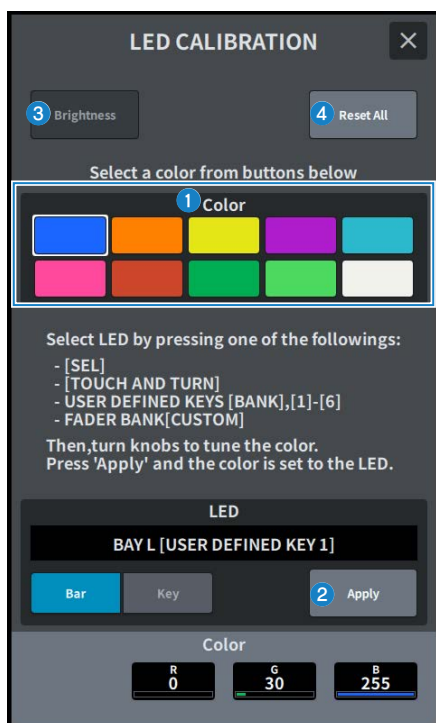 LED CALIBRATION
3 Brightness
4 Reset All
Select a color from buttons below
1 Color
Select LED by pressing one of the followings:
- [SEL]
- [TOUCH AND TURN]
- USER DEFINED KEYS [BANK],[1]-[6]
- FADER BANK[CUSTOM]
Then,turn knobs to tune the color.
Press 'Apply' and the color is set to the LED.
LED
BAY L [USER DEFINED KEY 1]
Bar Key 2 Apply
Color
R G B
0 30 255